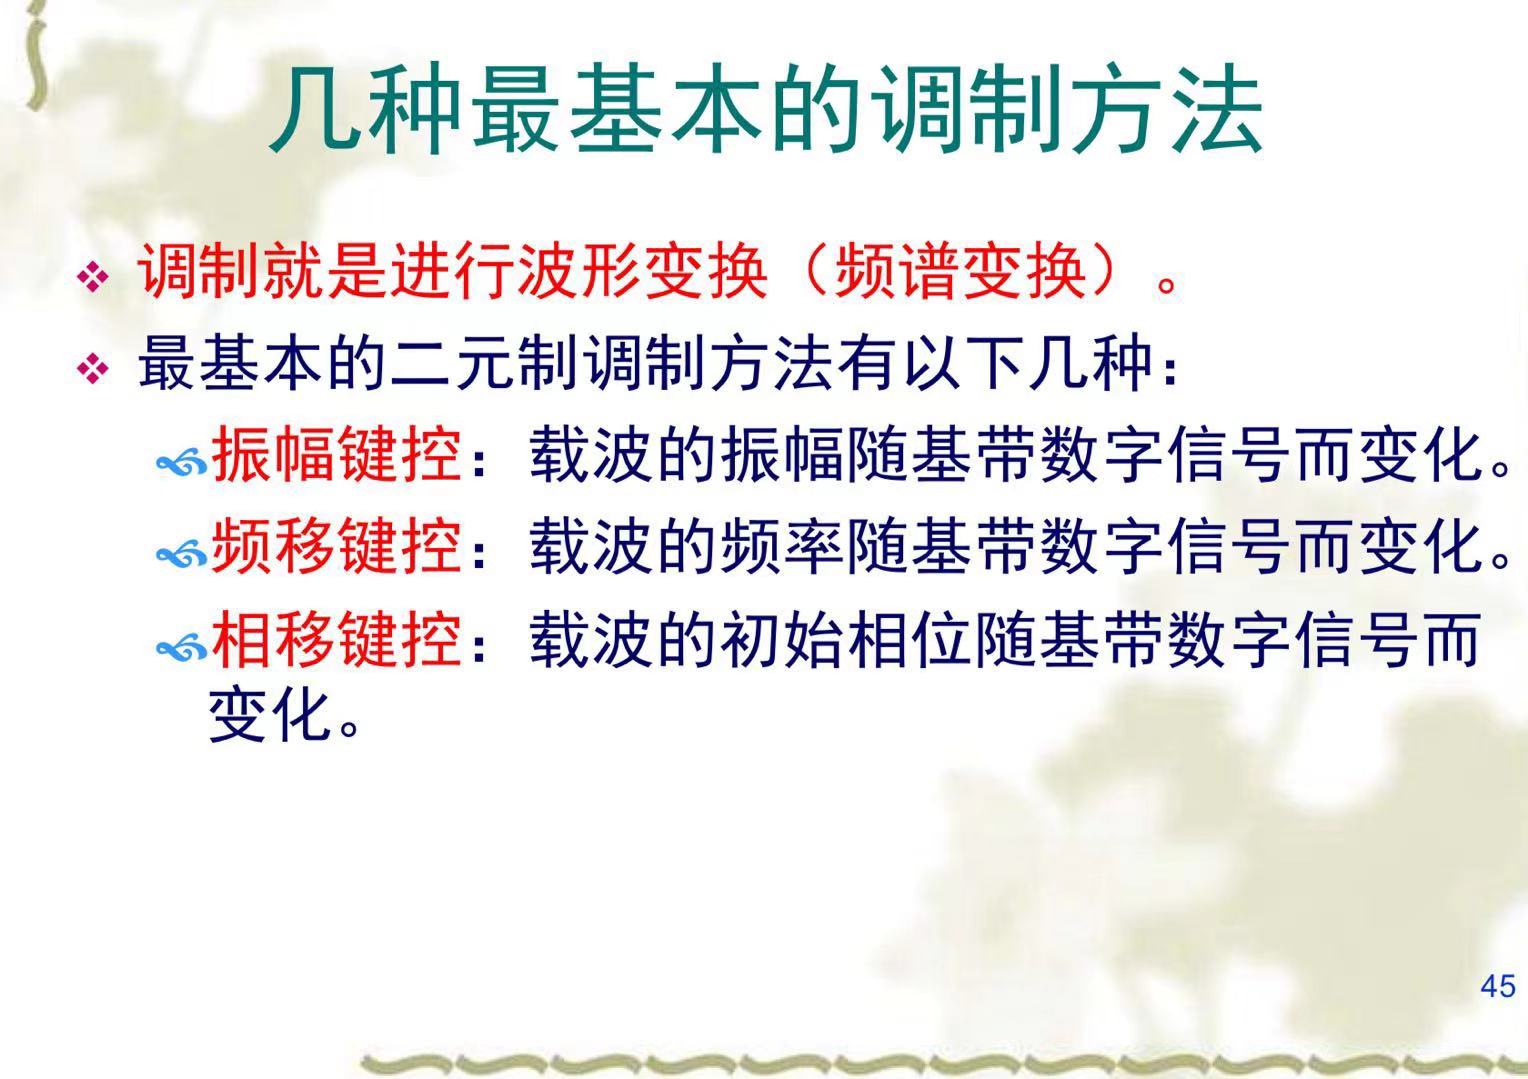 几种最基本的调制方法
调制就是进行波形变换（频谱变换）。
最基本的二元制调制方法有以下几种：
振幅键控：载波的振幅随基带数字信号而变化。
频移键控：载波的频率随基带数字信号而变化。
相移键控：载波的初始相位随基带数字信号而
变化。
45